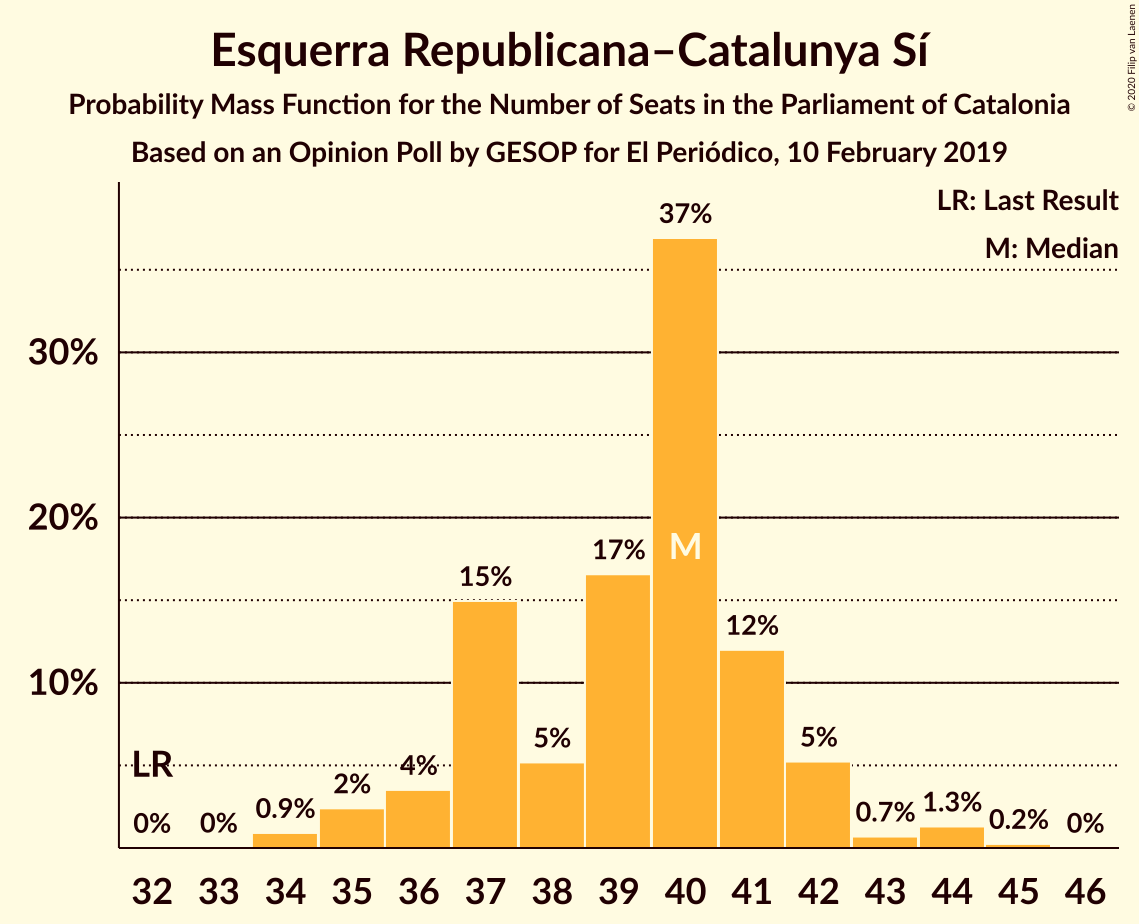 Esquerra Republicana–Catalunya Sí
Probability Mass Function for the Number of Seats in the Parliament of Catalonia
Based on an Opinion Poll by GESOP for El Periódico, 10 February 2019
© 2020 Filip van Laenen
LR: Last Result
M: Median
30%
20%
10%
LR
0%
0%
0.9%
2%
4%
15%
5%
17%
37%
M
12%
5%
0.7%
1.3%
0.2%
0%
32 33 34 35 36 37 38 39 40 41 42 43 44 45 46